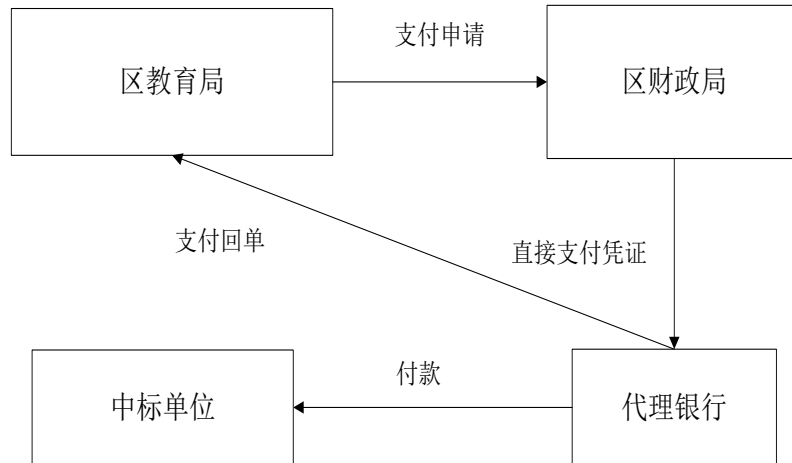 支付申请
区教育局
区财政局
支付回单
直接支付凭证
付款
中标单位
代理银行